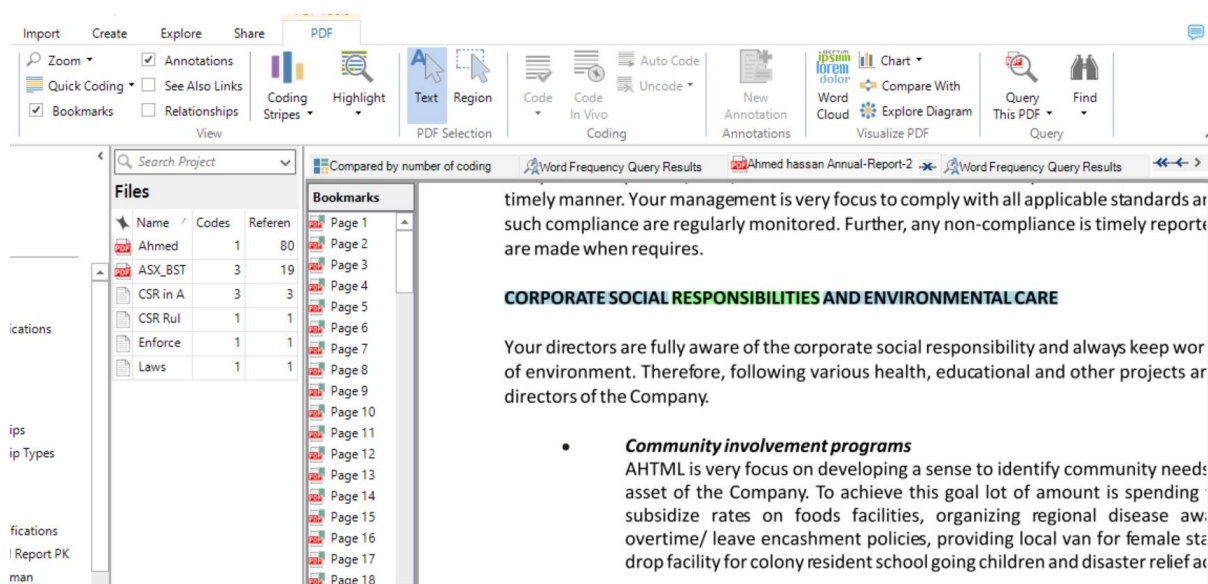 Import Create Explore Share PDF
Zoom
Annotations
Quick Coding
See Also Links
Bookmarks
Relationships
Coding Stripes
Highlight
View
Text Region
PDF Selection
Code
Code In Vivo
Auto Code
Uncode
Coding
New Annotation
Annotations
ipsum
lorem
dolor
Word Cloud
Chart
Compare With
Explore Diagram
Visualize PDF
Query This PDF
Find
Query
Search Project
Compared by number of coding
Word Frequency Query Results
Ahmed hassan Annual-Report-2
Word Frequency Query Results
Files
Name Codes Referen
Ahmed 1 80
ASX_BST 3 19
CSR in A 3 3
CSR Rul 1 1
Enforce 1 1
Laws 1 1
ications
ips
ip Types
fications
l Report PK
man
Bookmarks
Page 1
Page 2
Page 3
Page 4
Page 5
Page 6
Page 7
Page 8
Page 9
Page 10
Page 11
Page 12
Page 13
Page 14
Page 15
Page 16
Page 17
Page 18
timely manner. Your management is very focus to comply with all applicable standards an
such compliance are regularly monitored. Further, any non-compliance is timely reporte
are made when requires.
CORPORATE SOCIAL RESPONSIBILITIES AND ENVIRONMENTAL CARE
Your directors are fully aware of the corporate social responsibility and always keep wor
of environment. Therefore, following various health, educational and other projects ar
directors of the Company.
• Community involvement programs
AHTML is very focus on developing a sense to identify community needs
asset of the Company. To achieve this goal lot of amount is spending
subsidize rates on foods facilities, organizing regional disease awa
overtime/ leave encashment policies, providing local van for female sta
drop facility for colony resident school going children and disaster relief ac